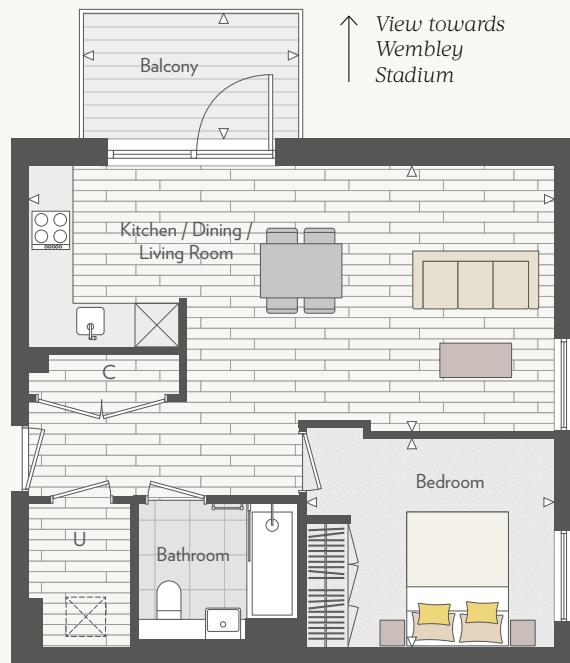 View towards
Wembley
Stadium
Balcony
Kitchen / Dining /
Living Room
C
Bedroom
U
Bathroom